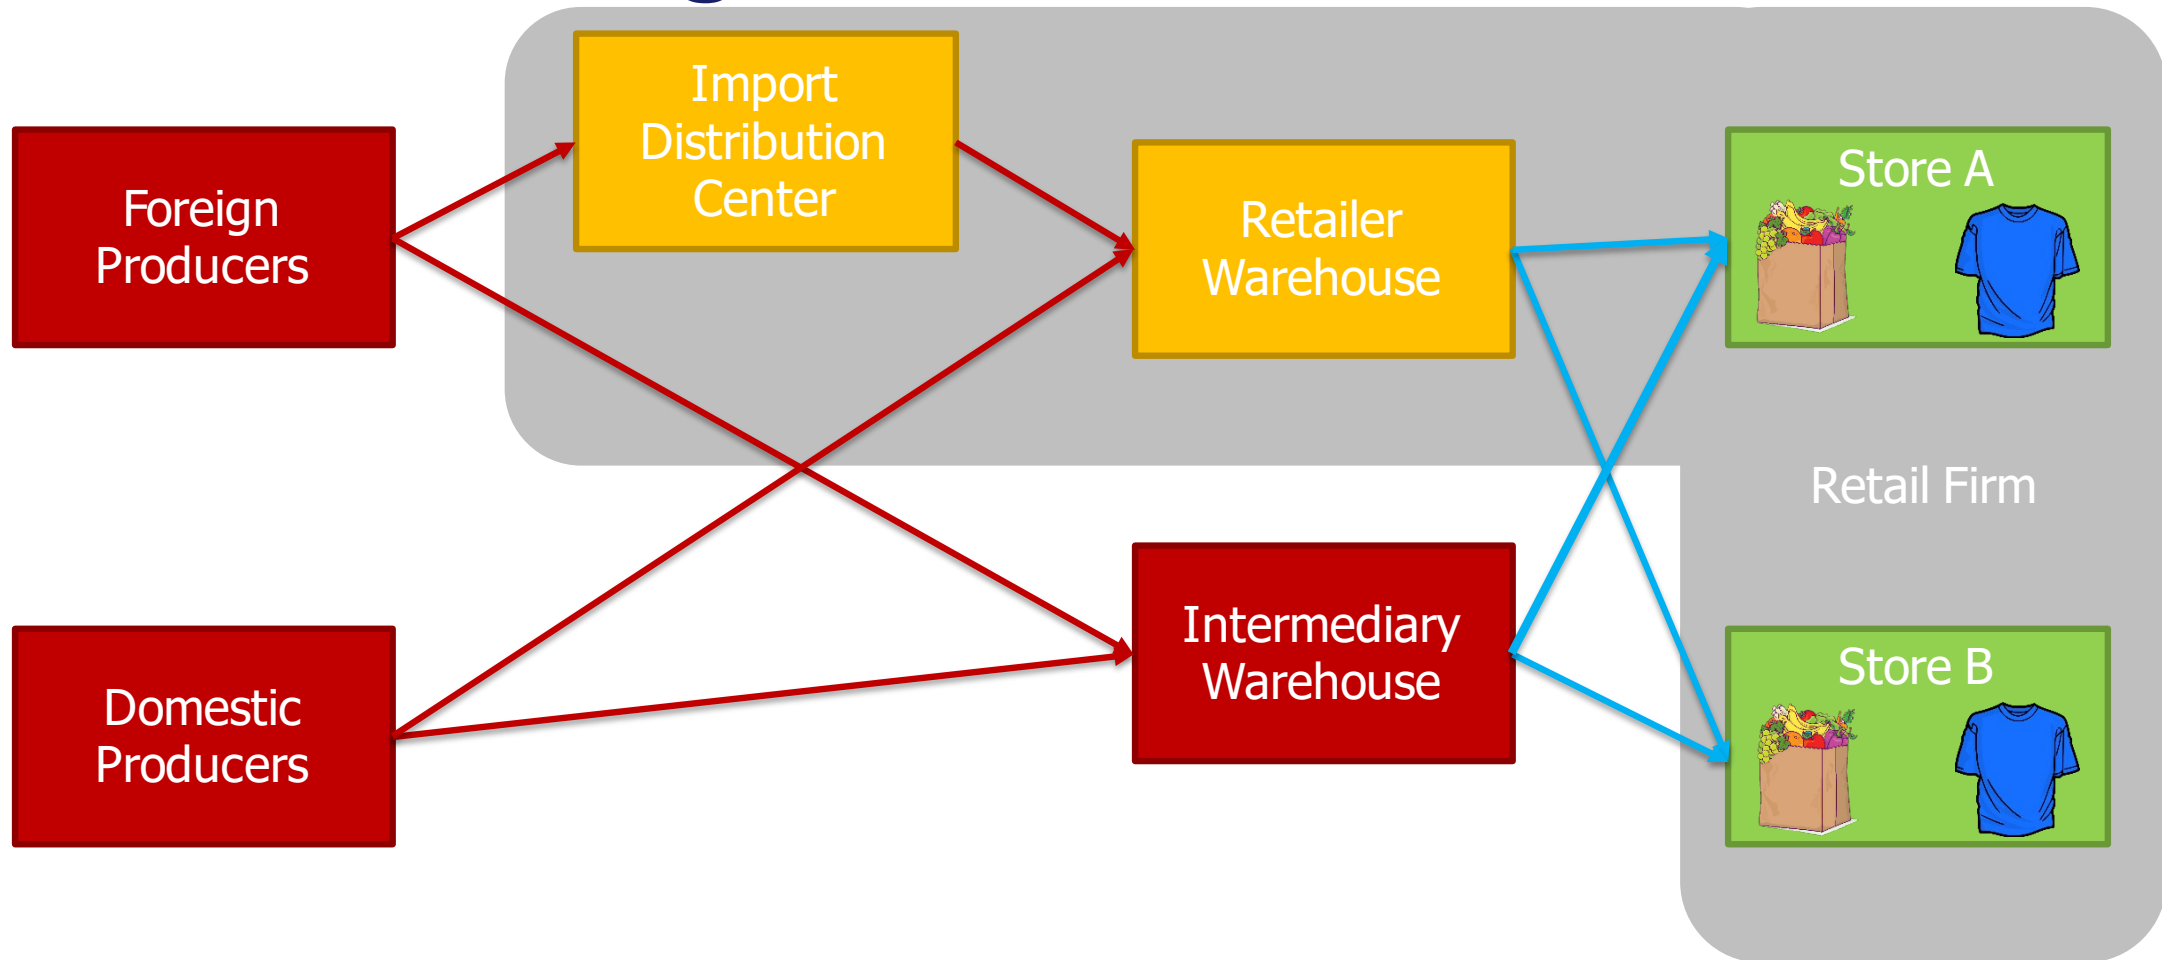 Import
Distribution
Center
Foreign
Producers
Retailer
Warehouse
Store A
Retail Firm
Intermediary
Warehouse
Domestic
Producers
Store B